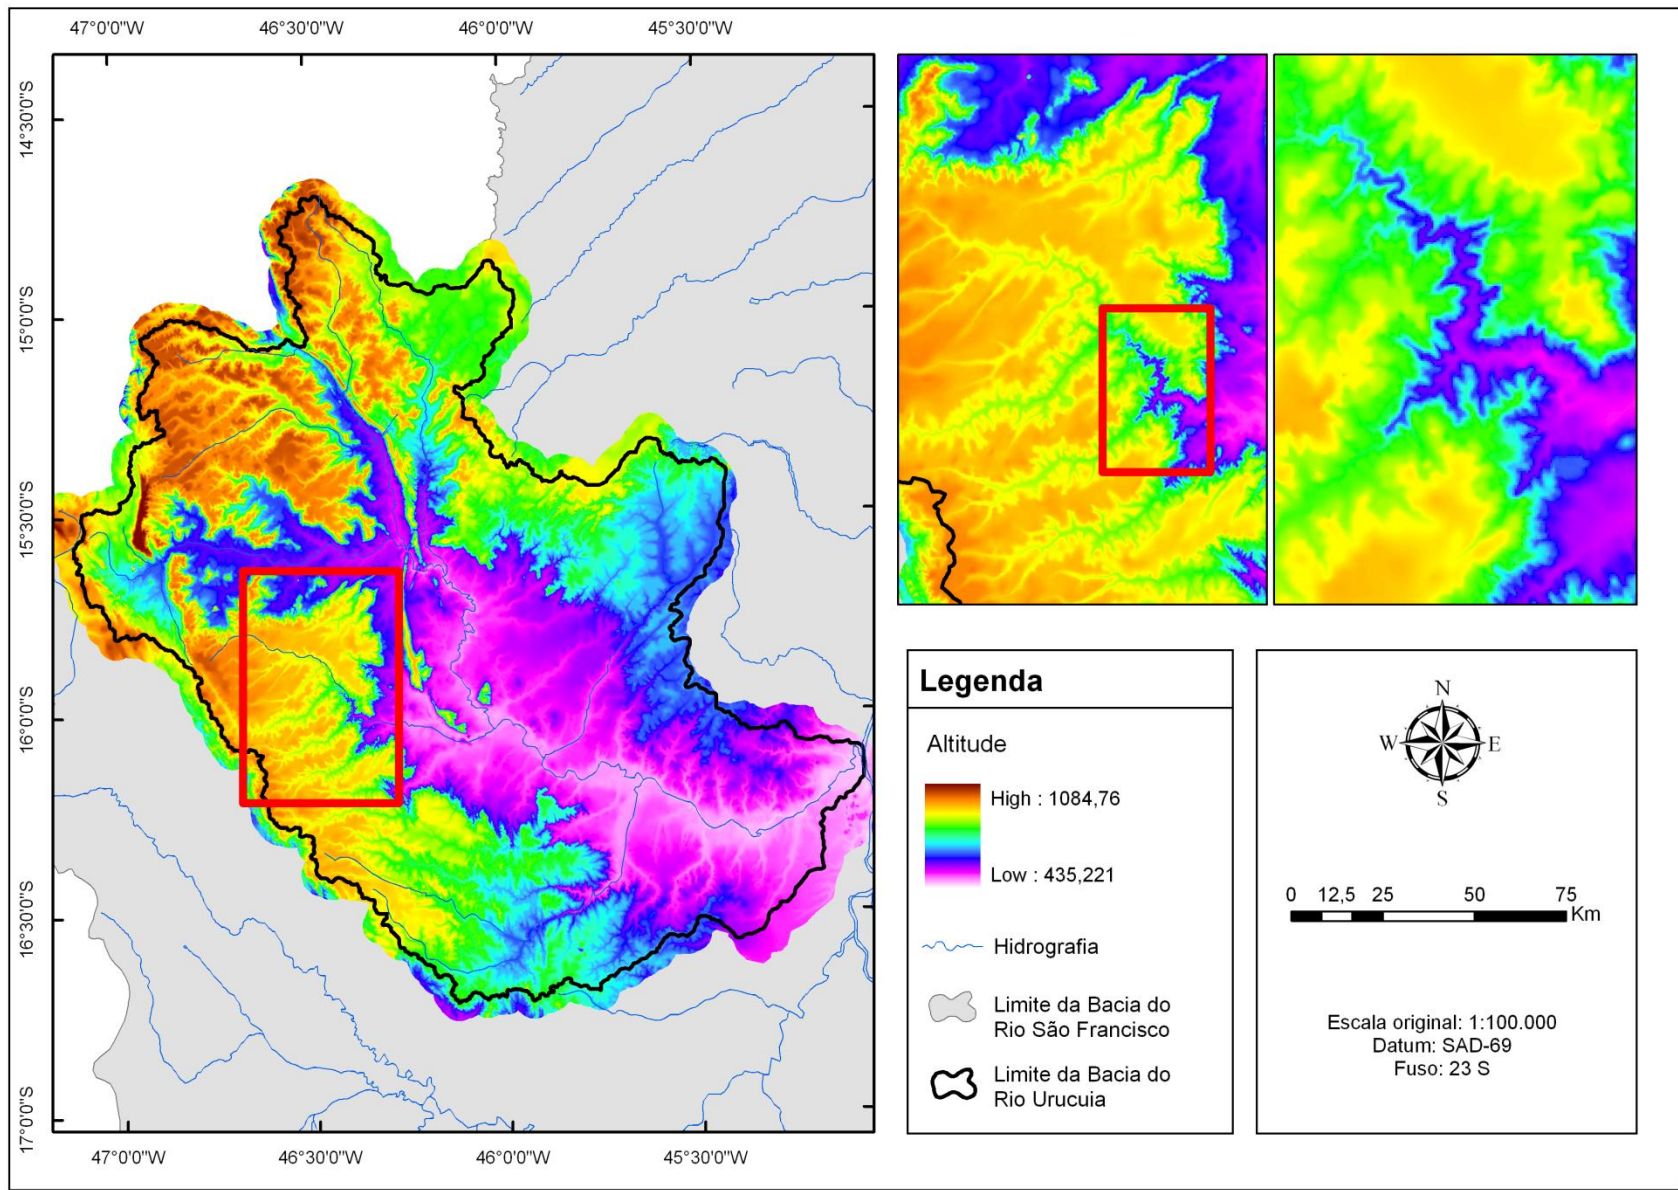 47°0'0"W
46°30'0"W
46°0'0"W
45°30'0"W
14°30'0"S
15°0'0"S
15°30'0"S
16°0'0"S
16°30'0"S
17°0'0"S
47°0'0"W
46°30'0"W
46°0'0"W
45°30'0"W
Legenda
Altitude
High : 1084,76
Low : 435,221
Hidrografia
Limite da Bacia do
Rio São Francisco
Limite da Bacia do
Rio Urucuia
N
W
E
S
0 12,5 25 50 75
Km
Escala original: 1:100.000
Datum: SAD-69
Fuso: 23 S